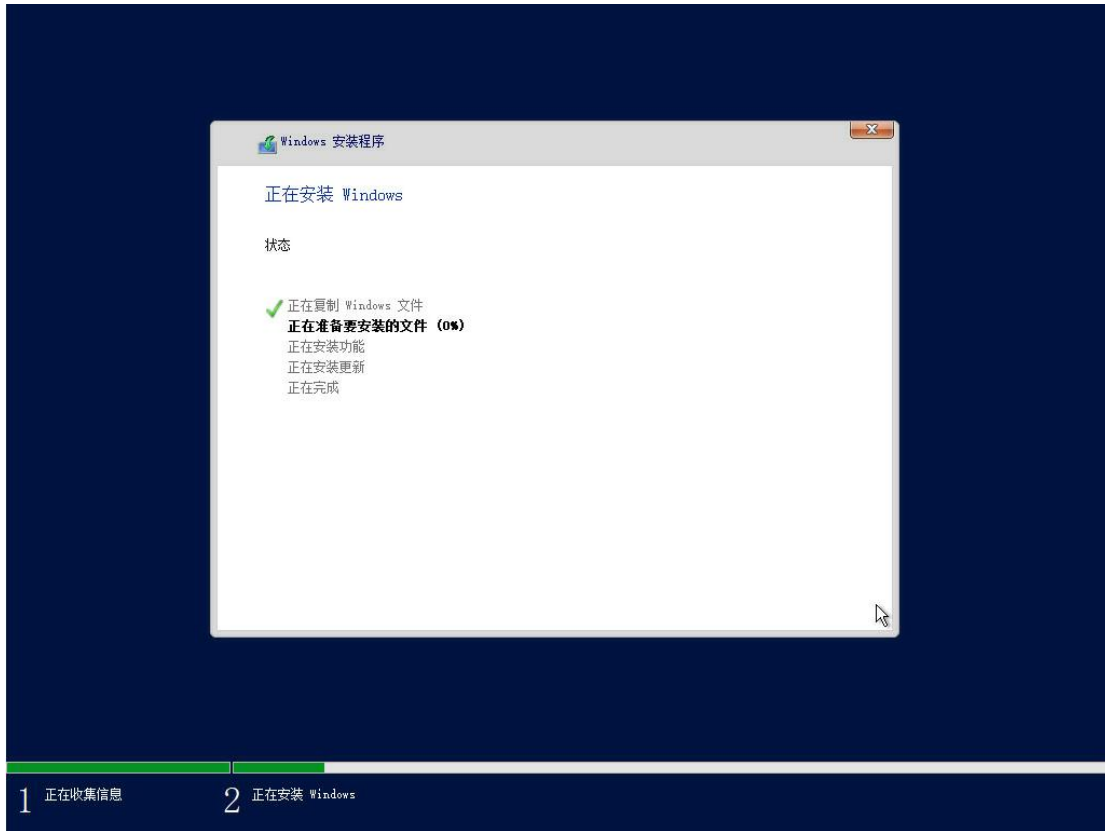 Windows 安装程序
正在安装 Windows
状态
正在复制 Windows 文件
正在准备要安装的文件 (0%)
正在安装功能
正在安装更新
正在完成
1 正在收集信息 2 正在安装 Windows